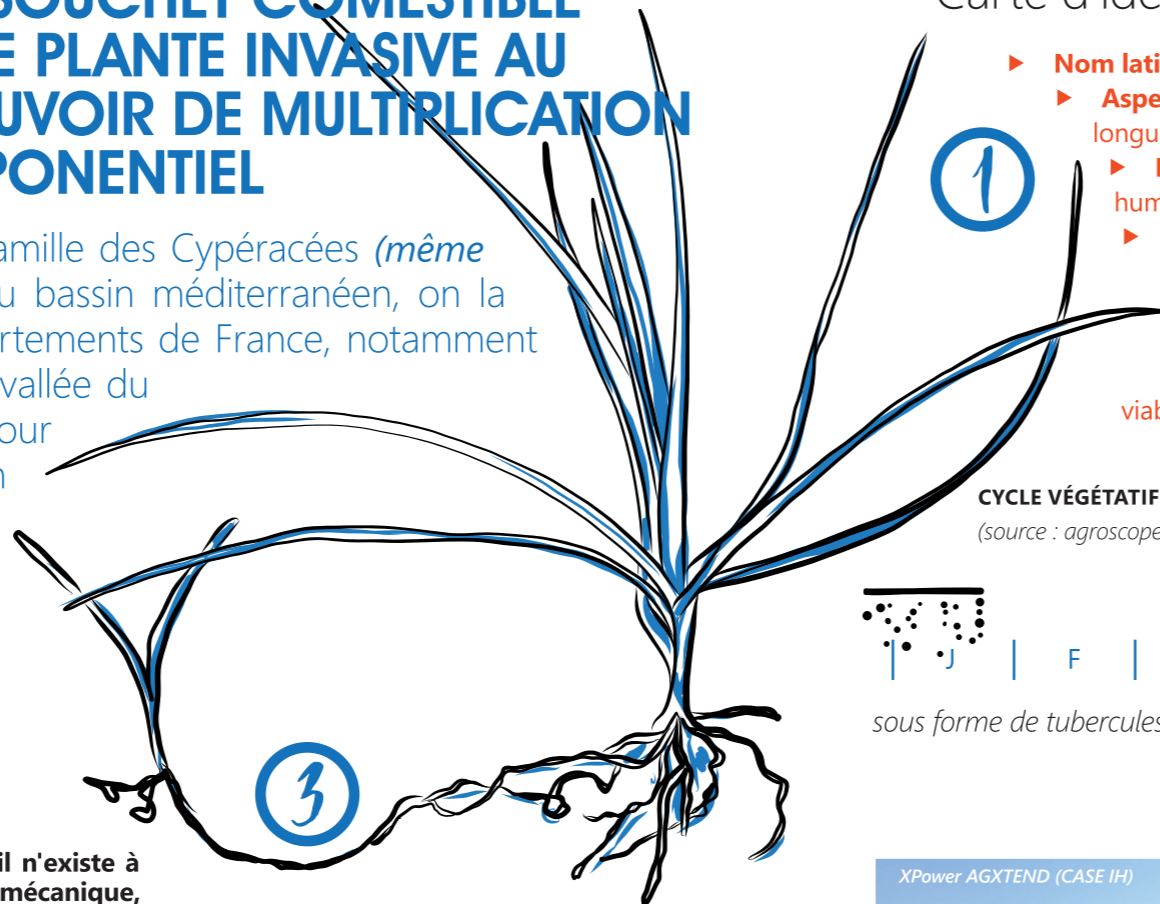 SOUCHET COMESTIBLE
E PLANTE INVASIVE AU
UVOIR DE MULTIPLICATION
PONENTIEL
amille des Cypéracées (même
u bassin méditerranéen, on la
rtements de France, notamment
vallée du
our
n
3
il n'existe à
mécanique,
1
▶ Nom lati
▶ Aspe
longu
▶
hum
▶
viab
CYCLE VÉGÉTATIF
(source : agroscope
| J | F |
sous forme de tubercules
XPower AGXTEND (CASE IH)